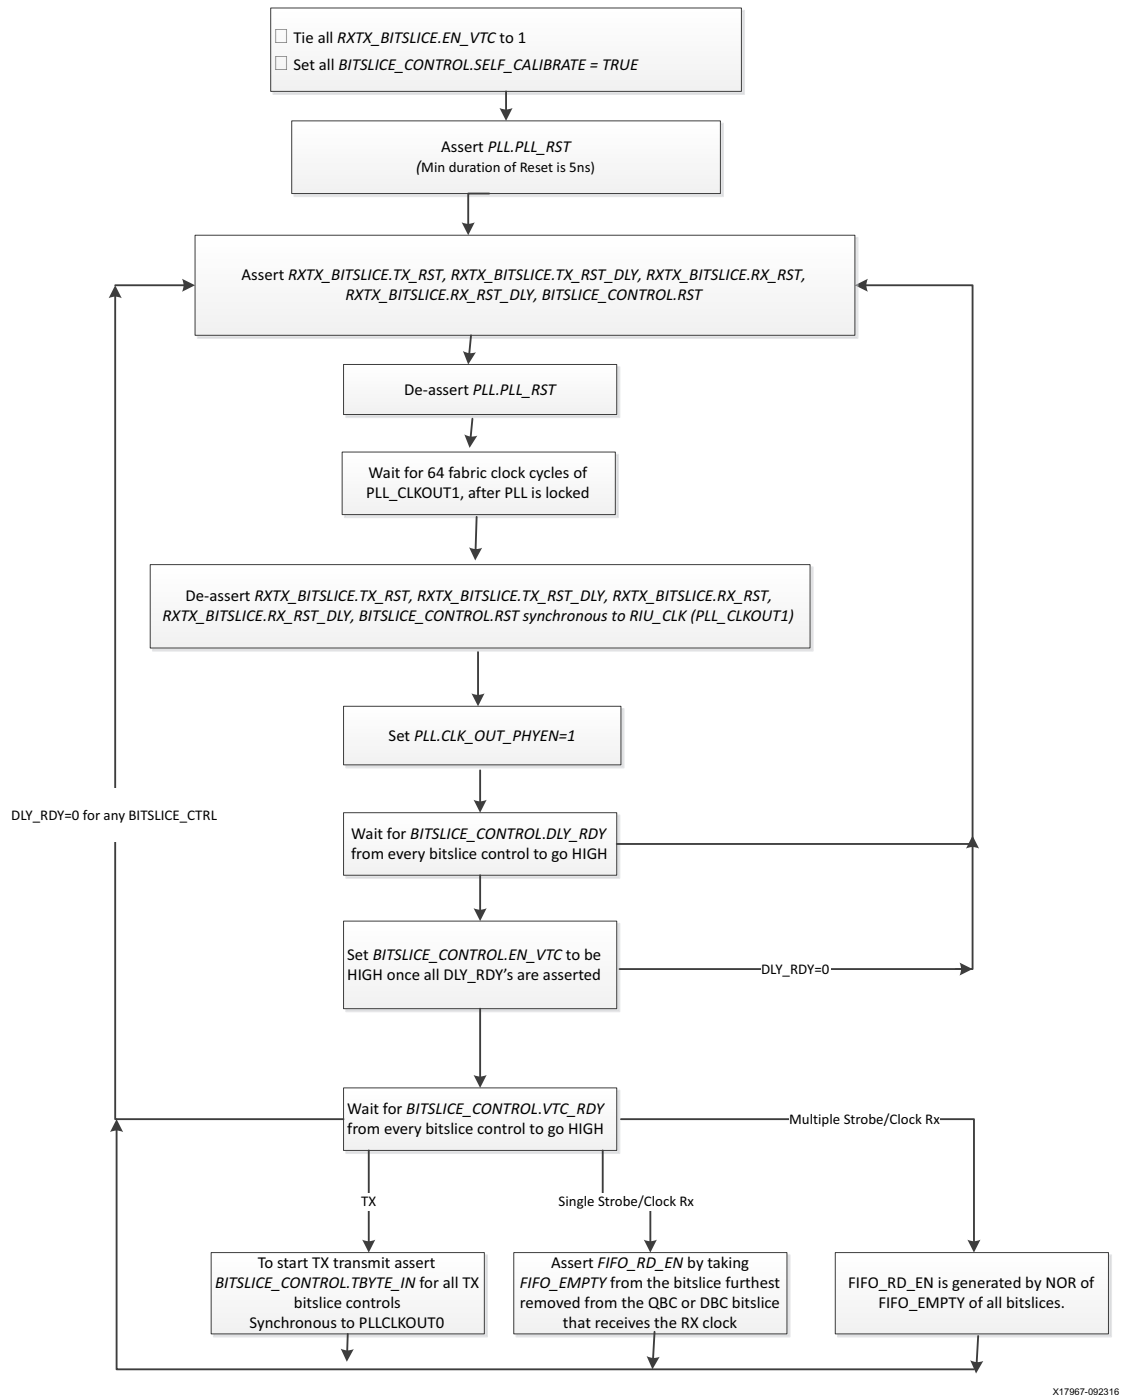 Tie all RXTX_BITSLICE.EN_VTC to 1
Set all BITSLICE_CONTROL.SELF_CALIBRATE = TRUE
Assert PLL.PLL_RST
(Min duration of Reset is 5ns)
Assert RXTX_BITSLICE.TX_RST, RXTX_BITSLICE.TX_RST_DLY, RXTX_BITSLICE.RX_RST,
RXTX_BITSLICE.RX_RST_DLY, BITSLICE_CONTROL.RST
De-assert PLL.PLL_RST
Wait for 64 fabric clock cycles of
PLL_CLKOUT1, after PLL is locked
De-assert RXTX_BITSLICE.TX_RST, RXTX_BITSLICE.TX_RST_DLY, RXTX_BITSLICE.RX_RST,
RXTX_BITSLICE.RX_RST_DLY, BITSLICE_CONTROL.RST synchronous to RIU_CLK (PLL_CLKOUT1)
Set PLL.CLK_OUT_PHYEN=1
DLY_RDY=0 for any BITSLICE_CTRL
Wait for BITSLICE_CONTROL.DLY_RDY
from every bitslice control to go HIGH
Set BITSLICE_CONTROL.EN_VTC to be
HIGH once all DLY_RDY's are asserted
DLY_RDY=0
Wait for BITSLICE_CONTROL.VTC_RDY
from every bitslice control to go HIGH
Multiple Strobe/Clock Rx
TX
Single Strobe/Clock Rx
To start TX transmit assert
BITSLICE_CONTROL.TBYTE_IN for all TX
bitslice controls
Synchronous to PLLCLKOUT0
Assert FIFO_RD_EN by taking
FIFO_EMPTY from the bitslice furthest
removed from the QBC or DBC bitslice
that receives the RX clock
FIFO_RD_EN is generated by NOR of
FIFO_EMPTY of all bitslices.
X17967-092316